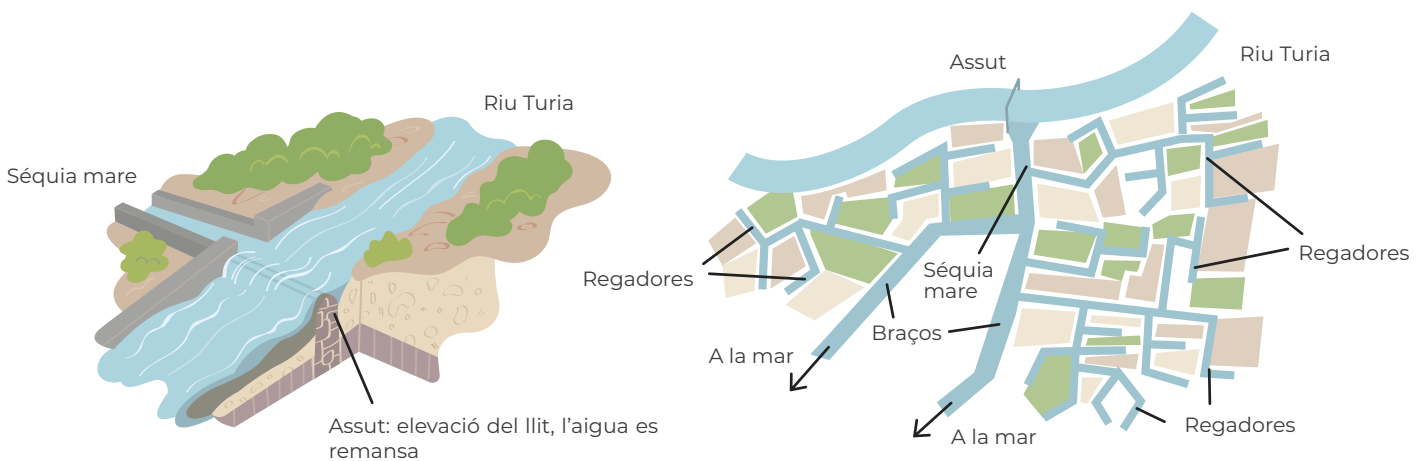 Riu Turia
Séquia mare
Assut: elevació del llit, l’aigua es
remansa
Assut
Riu Turia
Regadores
Séquia
mare
Regadores
Braços
A la mar
A la mar
Regadores